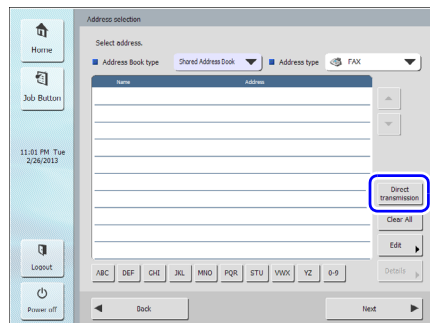 Address selection
Home
Select address.
Address Book type
Shared Address Book
Address type
FAX
Name
Address
Job Button
11:01 PM Tue
2/26/2013
Direct
transmission
Clear All
Edit
Details
Logout
ABC
DEF
GHI
JKL
MNO
PQR
STU
VWX
YZ
0-9
Power off
Back
Next